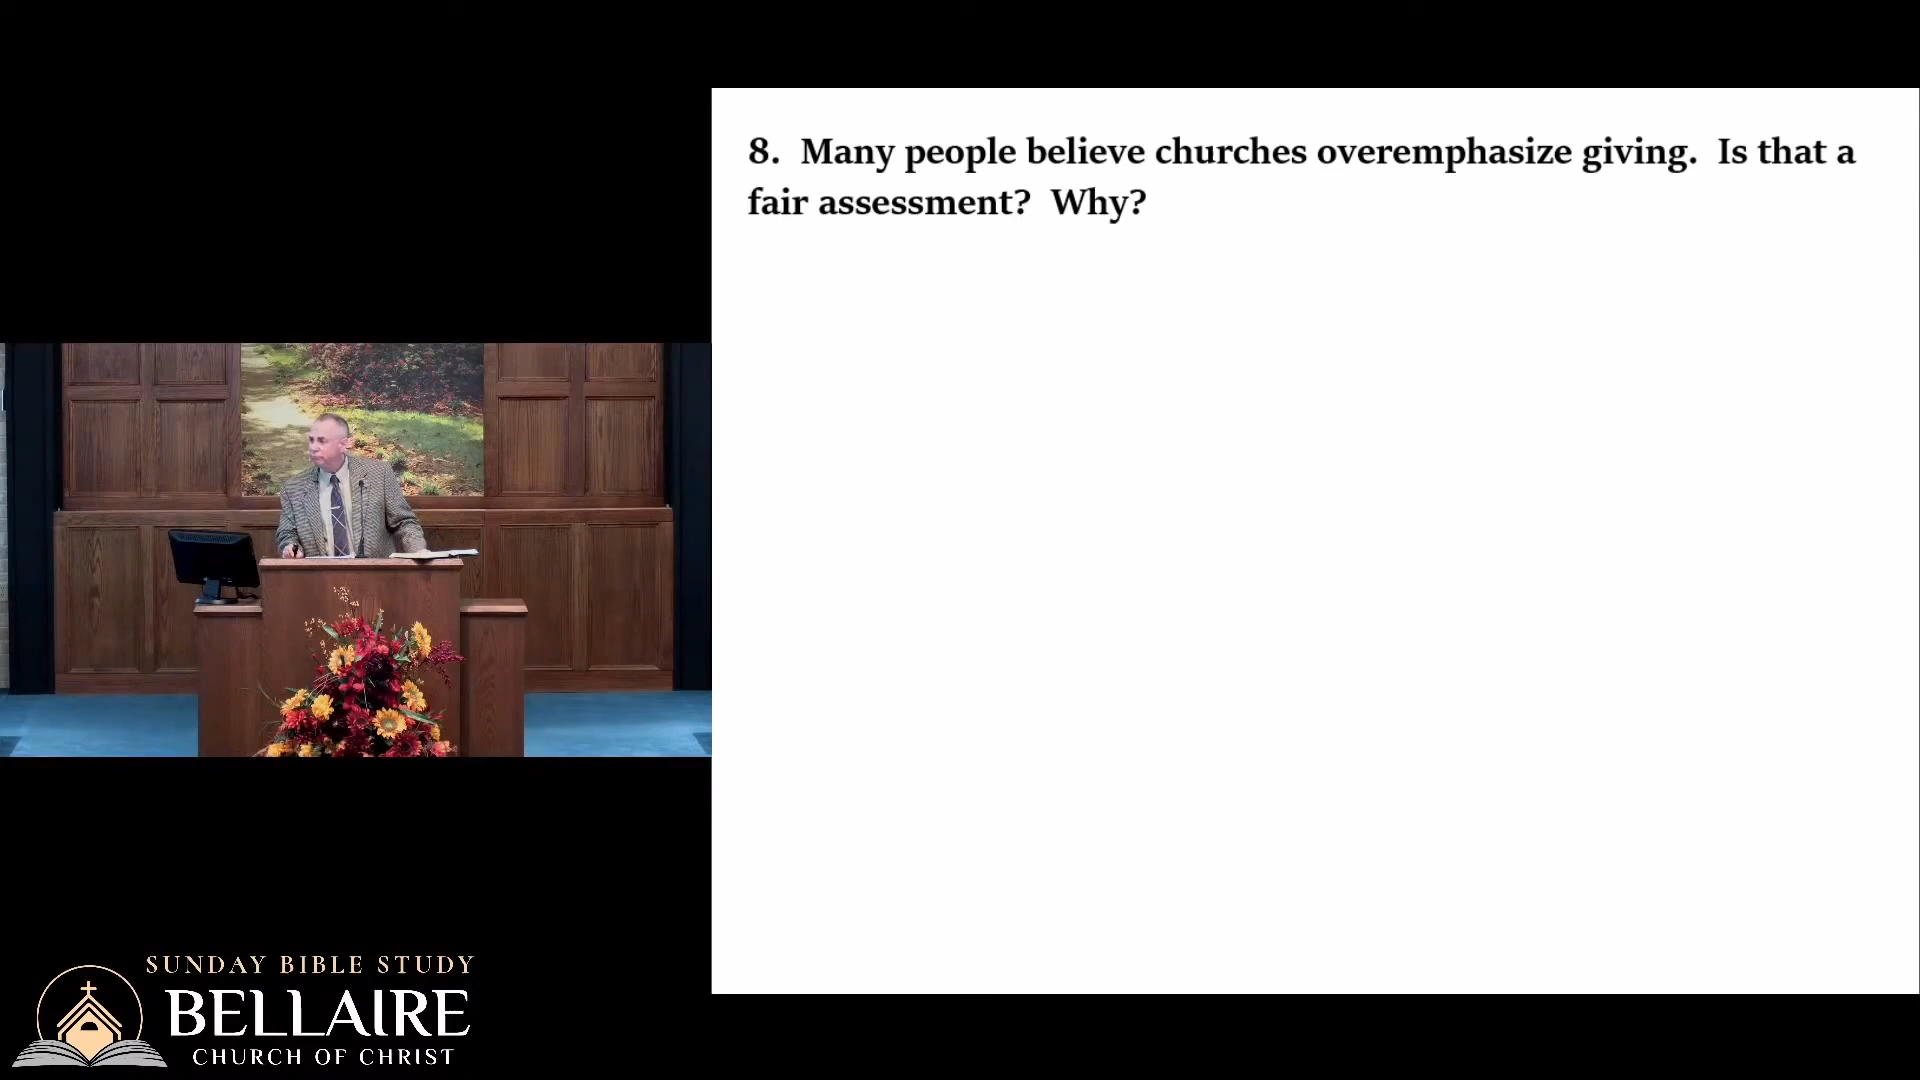 8.  Many people believe churches overemphasize giving.  Is that a
fair assessment?  Why?
SUNDAY BIBLE STUDY
BELLAIRE
CHURCH OF CHRIST